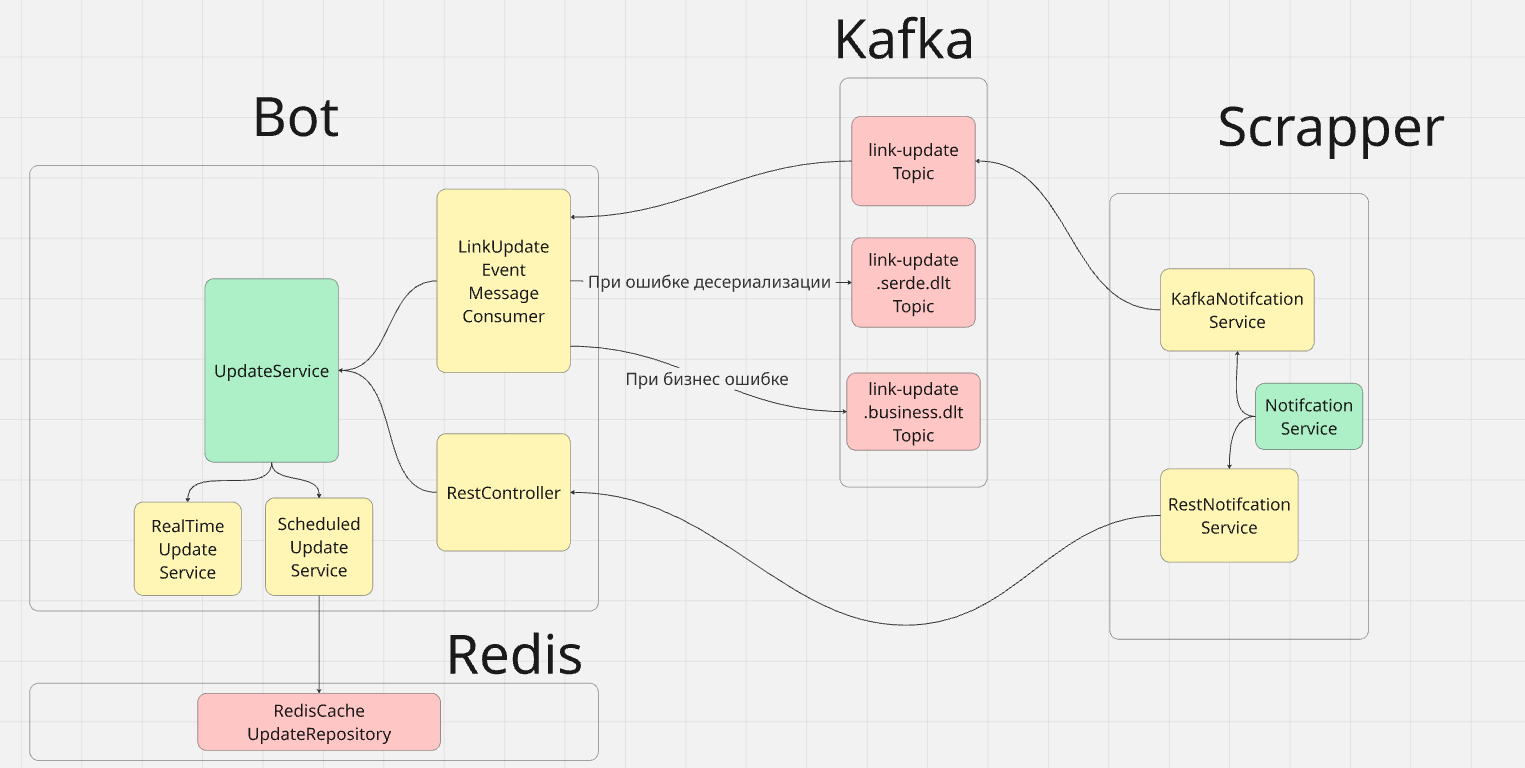 Kafka
Bot
Scrapper
link-update
Topic
LinkUpdate
Event
Message
Consumer
При ошибке десериализации
link-update
.serde.dlt
Topic
KafkaNotifcation
Service
UpdateService
При бизнес ошибке
link-update
.business.dlt
Topic
Notifcation
Service
RestController
RestNotifcation
Service
RealTime
Update
Service
Scheduled
Update
Service
Redis
RedisCache
UpdateRepository